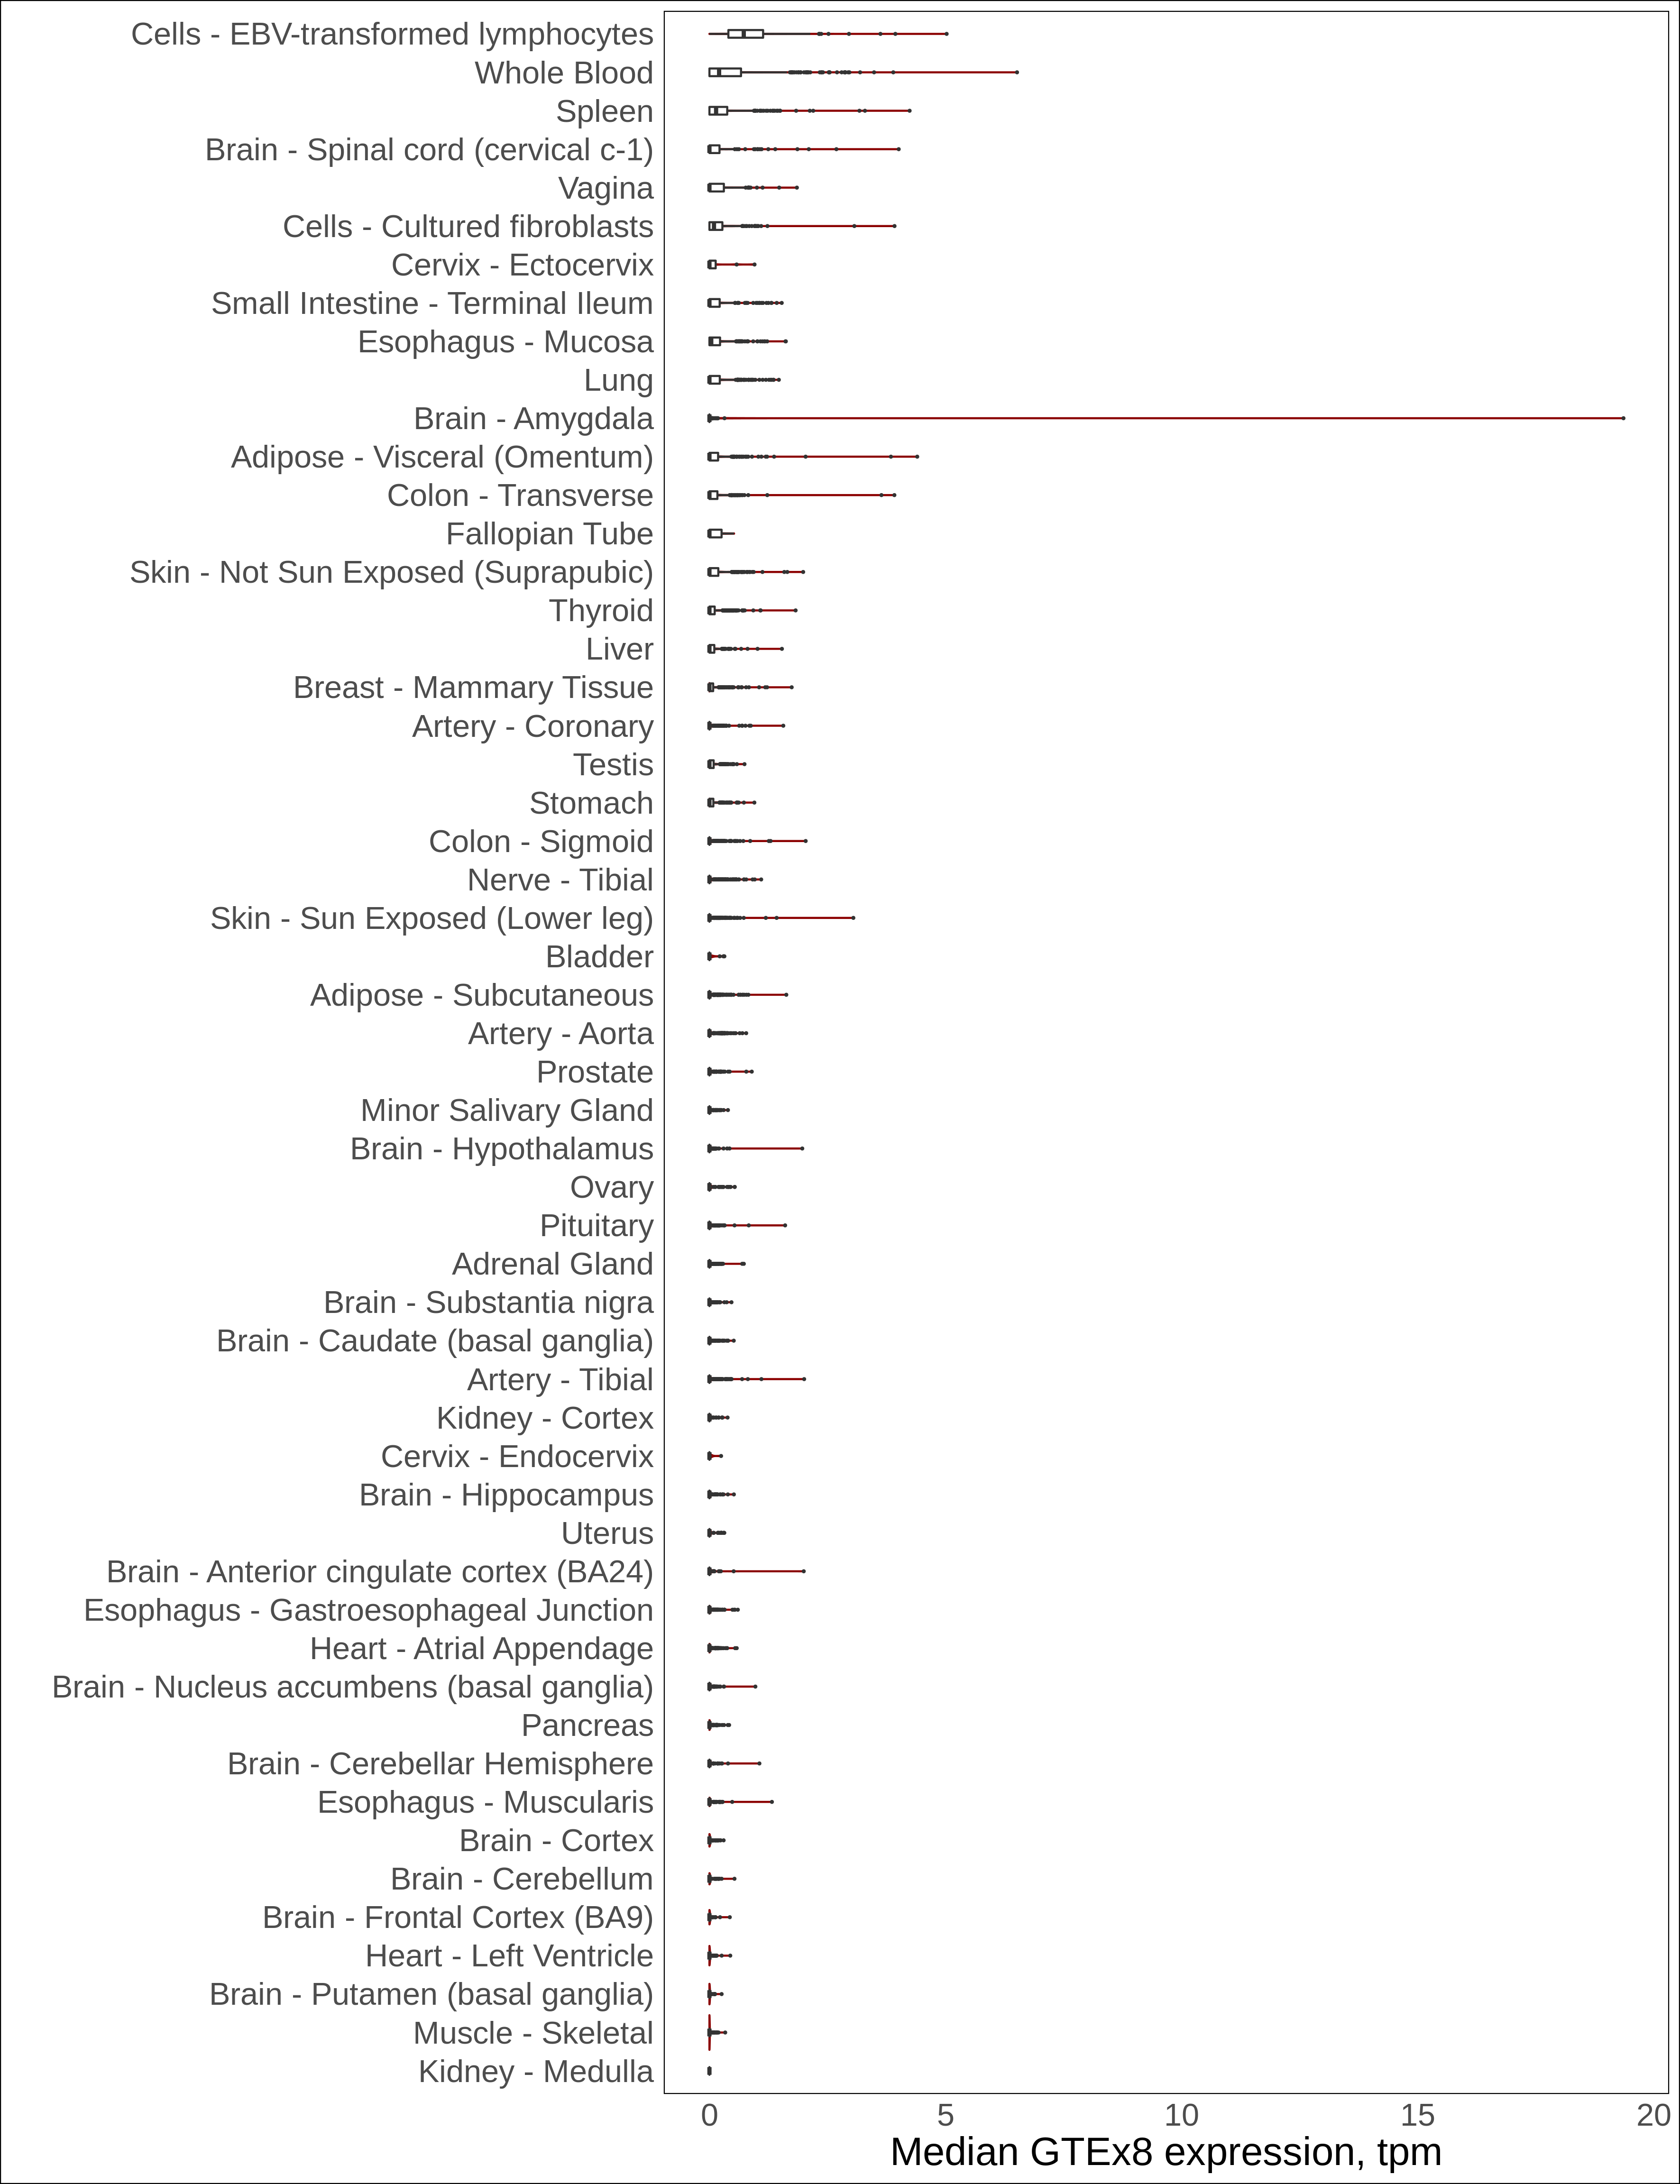 Cells - EBV-transformed lymphocytes
Whole Blood
Spleen
Brain - Spinal cord (cervical c-1)
Vagina
Cells - Cultured fibroblasts
Cervix - Ectocervix
Small Intestine - Terminal Ileum
Esophagus - Mucosa
Lung
Brain - Amygdala
Adipose - Visceral (Omentum)
Colon - Transverse
Fallopian Tube
Skin - Not Sun Exposed (Suprapubic)
Thyroid
Liver
Breast - Mammary Tissue
Artery - Coronary
Testis
Stomach
Colon - Sigmoid
Nerve - Tibial
Skin - Sun Exposed (Lower leg)
Bladder
Adipose - Subcutaneous
Artery - Aorta
Prostate
Minor Salivary Gland
Brain - Hypothalamus
Ovary
Pituitary
Adrenal Gland
Brain - Substantia nigra
Brain - Caudate (basal ganglia)
Artery - Tibial
Kidney - Cortex
Cervix - Endocervix
Brain - Hippocampus
Uterus
Brain - Anterior cingulate cortex (BA24)
Esophagus - Gastroesophageal Junction
Heart - Atrial Appendage
Brain - Nucleus accumbens (basal ganglia)
Pancreas
Brain - Cerebellar Hemisphere
Esophagus - Muscularis
Brain - Cortex
Brain - Cerebellum
Brain - Frontal Cortex (BA9)
Heart - Left Ventricle
Brain - Putamen (basal ganglia)
Muscle - Skeletal
Kidney - Medulla
0 5 10 15 20
Median GTEx8 expression, tpm